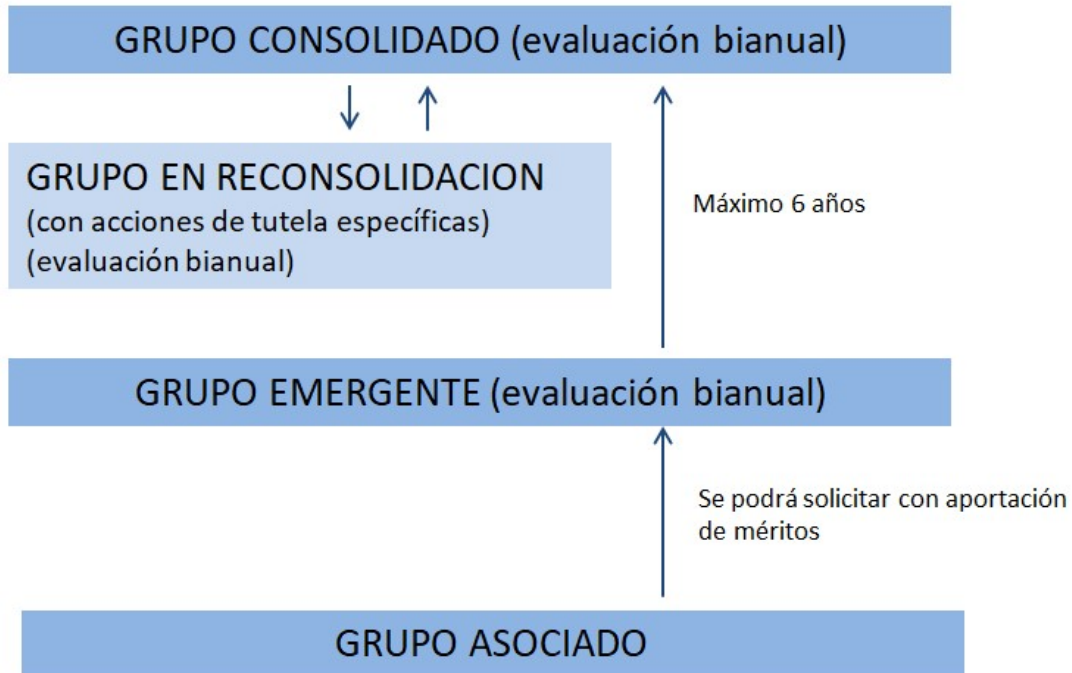 GRUPO CONSOLIDADO (evaluación bianual)
GRUPO EN RECONSOLIDACION
(con acciones de tutela específicas)
(evaluación bianual)
Máximo 6 años
GRUPO EMERGENTE (evaluación bianual)
Se podrá solicitar con aportación
de méritos
GRUPO ASOCIADO